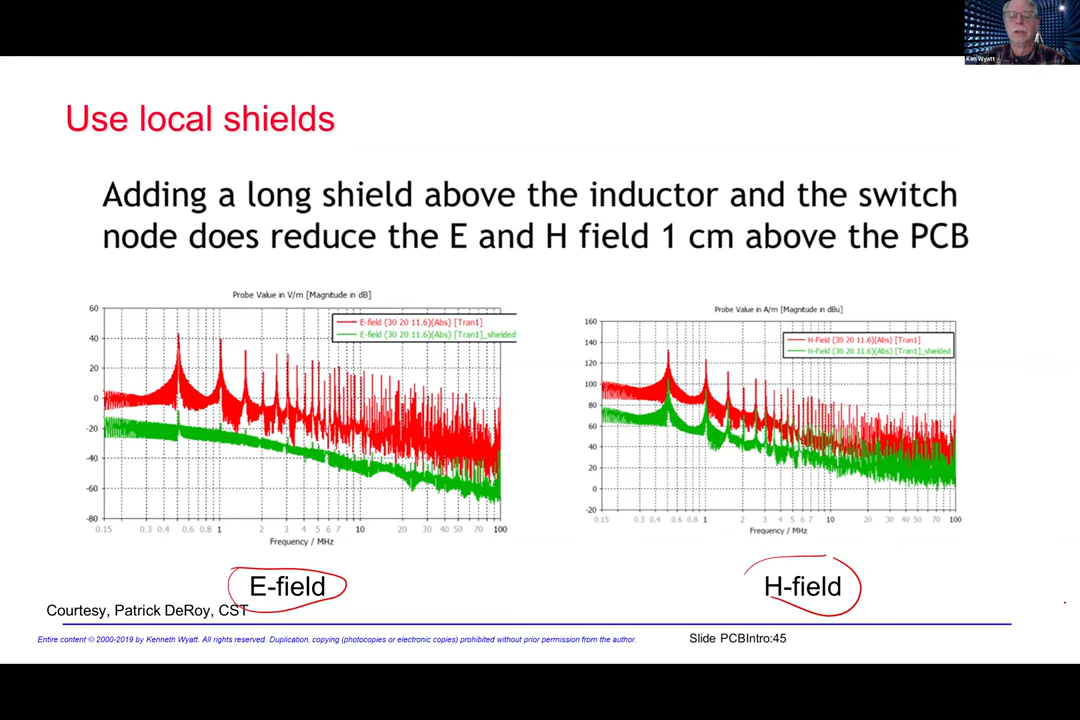 Ken Wyatt
Use local shields
Adding a long shield above the inductor and the switch
node does reduce the E and H field 1 cm above the PCB
Probe Value in V/m [Magnitude in dB]
E-field (30 20 11.6)(Abs) [Tran1]
E-field (30 20 11.6)(Abs) [Tran1]_shielded
60
40
20
0
-20
-40
-60
-80
0.15 0.3 0.4 0.6 0.8 1 2 3 4 5 6 7 10 20 30 40 50 70 100
Frequency / MHz
Probe Value in A/m [Magnitude in dBu]
H-Field (30 20 11.6)(Abs) [Tran1]
H-Field (30 20 11.6)(Abs) [Tran1]_shielded
160
140
120
100
80
60
40
20
0
-20
0.15 0.3 0.4 0.6 0.8 1 2 3 4 5 6 7 10 20 30 40 50 70 100
Frequency / MHz
E-field
H-field
Courtesy, Patrick DeRoy, CST
Entire content © 2000-2019 by Kenneth Wyatt. All rights reserved. Duplication, copying (photocopies or electronic copies) prohibited without prior permission from the author.
Slide PCBIntro:45